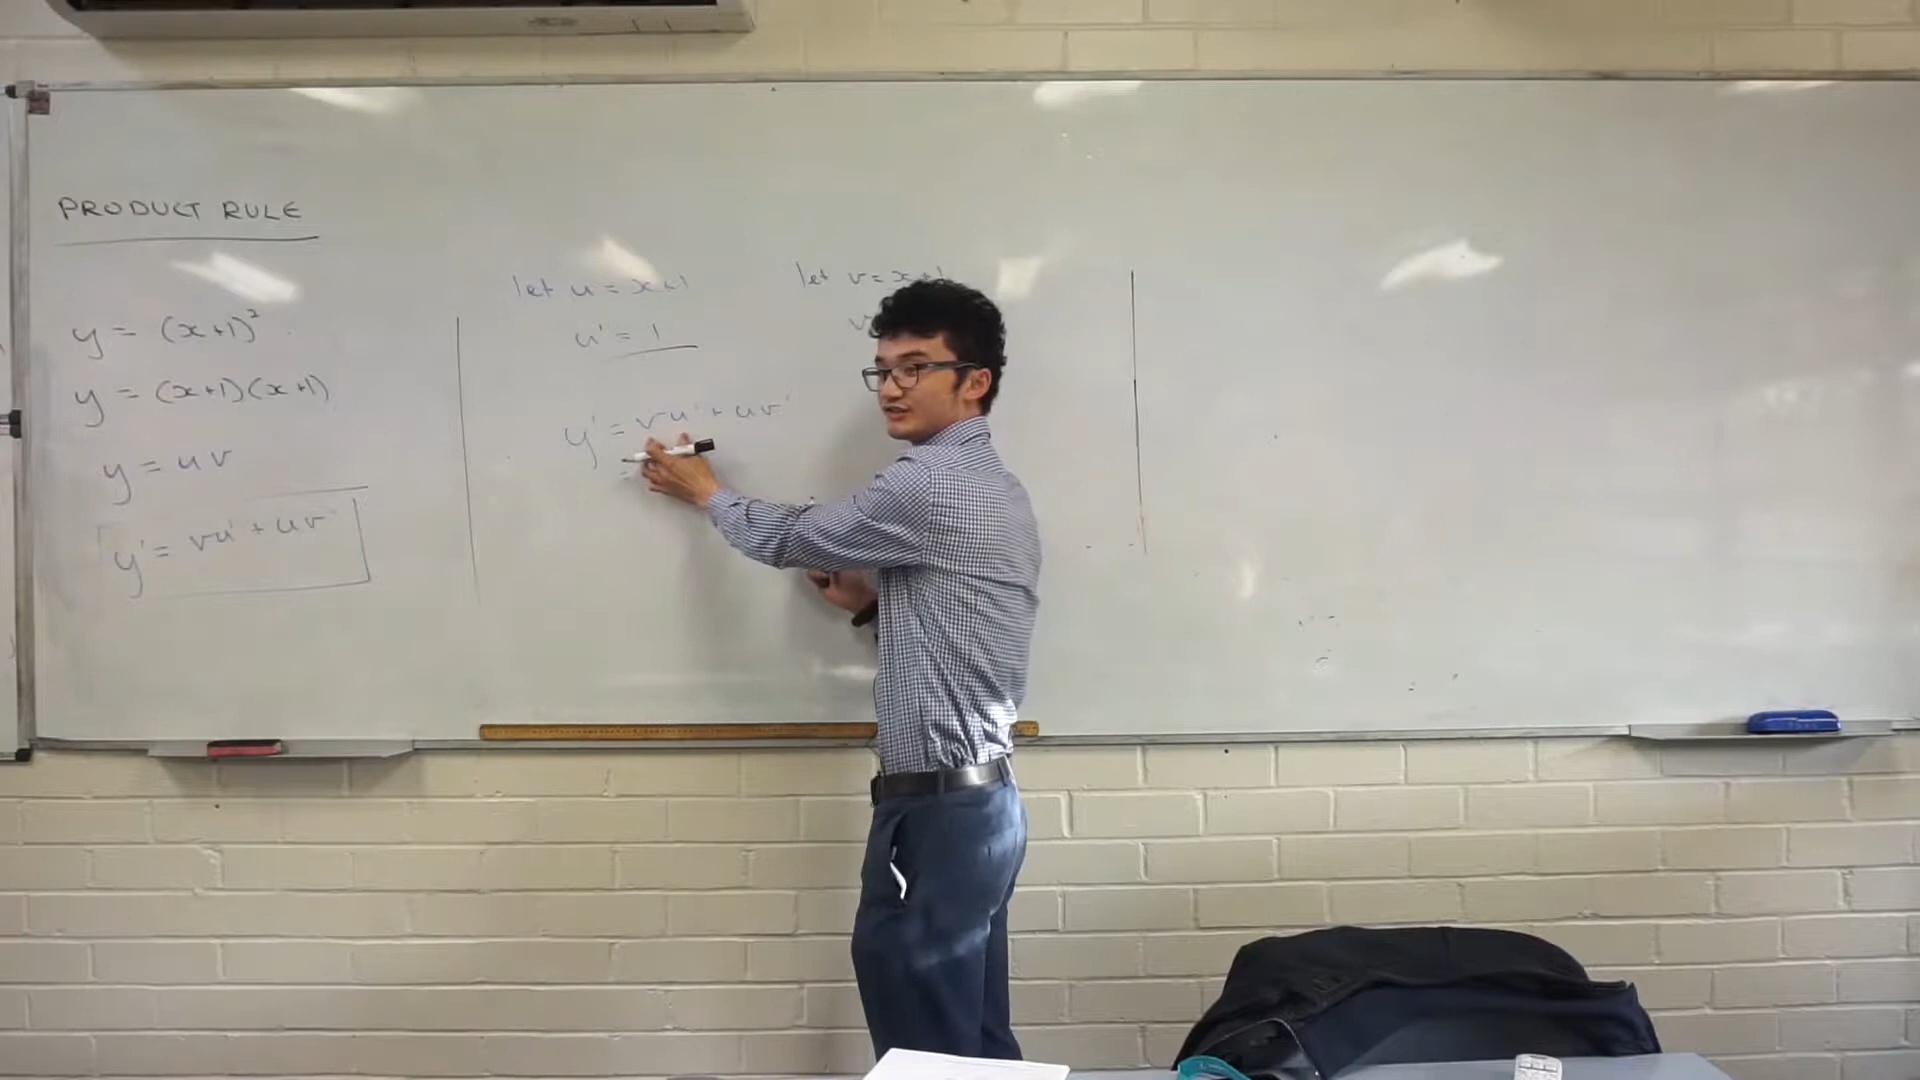 PRODUCT RULE
y = (x+1)²
y = (x+1)(x+1)
y = uv
y' = vu' + uv'
let u = x+1
u' = 1
let v = x+1
v
y' = vu' + uv'
=